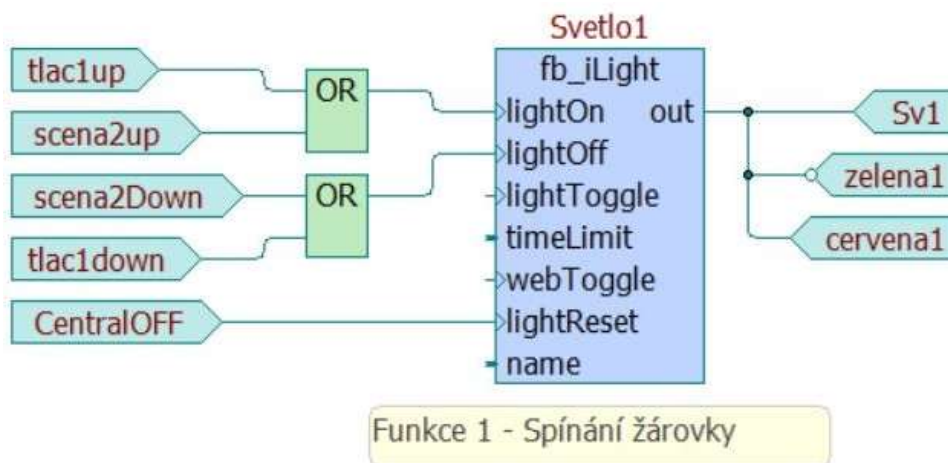 Svetlo1
fb_iLight
tlac1up
scena2up
OR
scena2Down
tlac1down
OR
CentralOFF
lightOn
out
lightOff
lightToggle
timeLimit
webToggle
lightReset
name
Sv1
zelena1
cervena1
Funkce 1 - Spínání žárovky